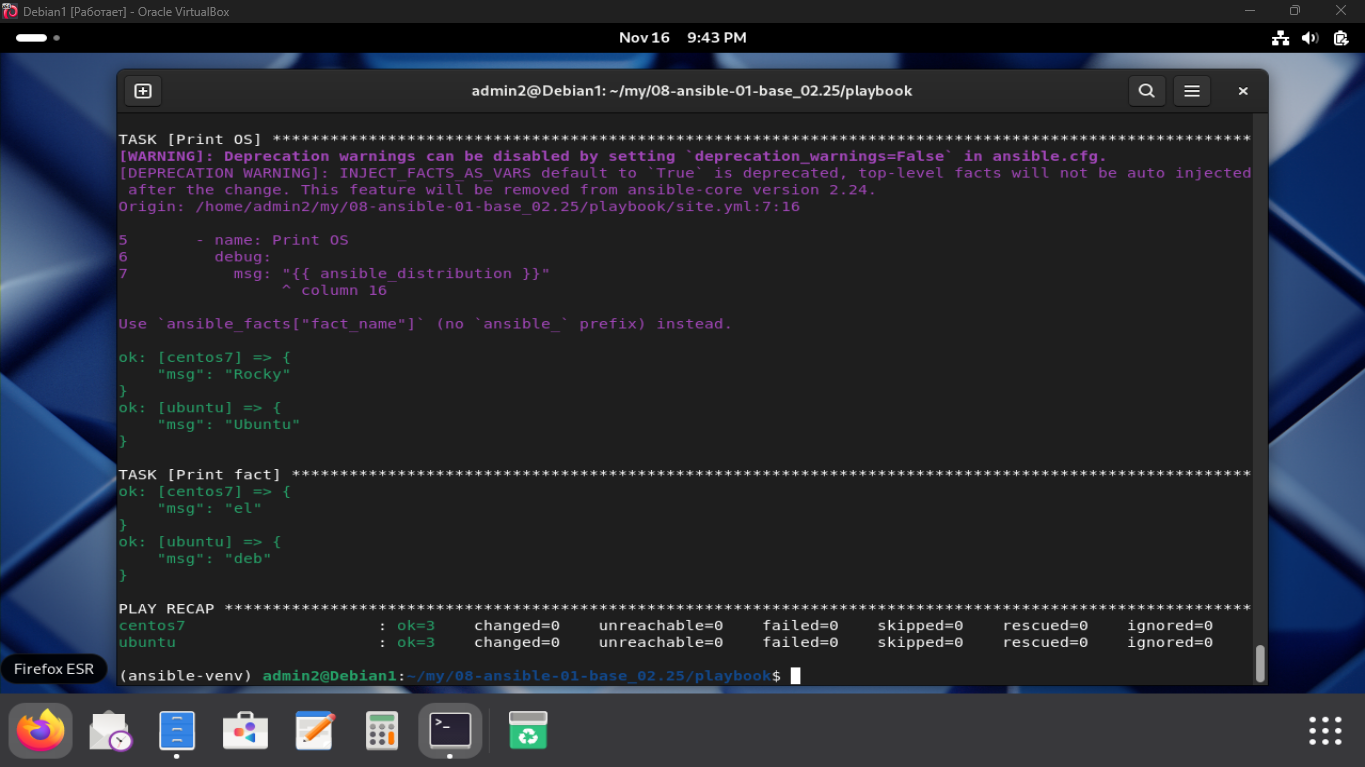 Debian1 [Работает] - Oracle VirtualBox
Nov 16 9:43 PM
admin2@Debian1: ~/my/08-ansible-01-base_02.25/playbook
TASK [Print OS] ******************************************************************************************************
[WARNING]: Deprecation warnings can be disabled by setting `deprecation_warnings=False` in ansible.cfg.
[DEPRECATION WARNING]: INJECT_FACTS_AS_VARS default to `True` is deprecated, top-level facts will not be auto injected
 after the change. This feature will be removed from ansible-core version 2.24.
Origin: /home/admin2/my/08-ansible-01-base_02.25/playbook/site.yml:7:16
5       - name: Print OS
6         debug:
7           msg: "{{ ansible_distribution }}"
                 ^ column 16
Use `ansible_facts["fact_name"]` (no `ansible_` prefix) instead.
ok: [centos7] => {
    "msg": "Rocky"
}
ok: [ubuntu] => {
    "msg": "Ubuntu"
}
TASK [Print fact] ****************************************************************************************************
ok: [centos7] => {
    "msg": "el"
}
ok: [ubuntu] => {
    "msg": "deb"
}
PLAY RECAP ***********************************************************************************************************
centos7                    : ok=3    changed=0    unreachable=0    failed=0    skipped=0    rescued=0    ignored=0
ubuntu                     : ok=3    changed=0    unreachable=0    failed=0    skipped=0    rescued=0    ignored=0
(ansible-venv) admin2@Debian1:~/my/08-ansible-01-base_02.25/playbook$
Firefox ESR